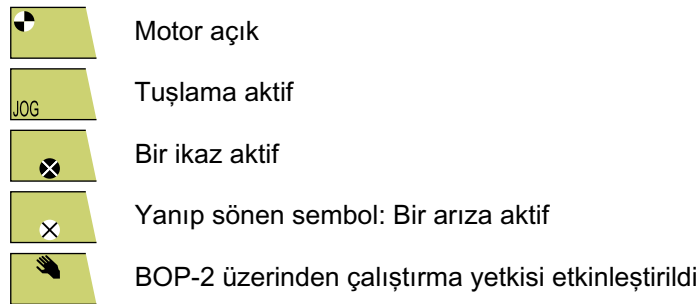 Motor açık
JOG
Tuşlama aktif
Bir ikaz aktif
Yanıp sönen sembol: Bir arıza aktif
BOP-2 üzerinden çalıştırma yetkisi etkinleştirildi